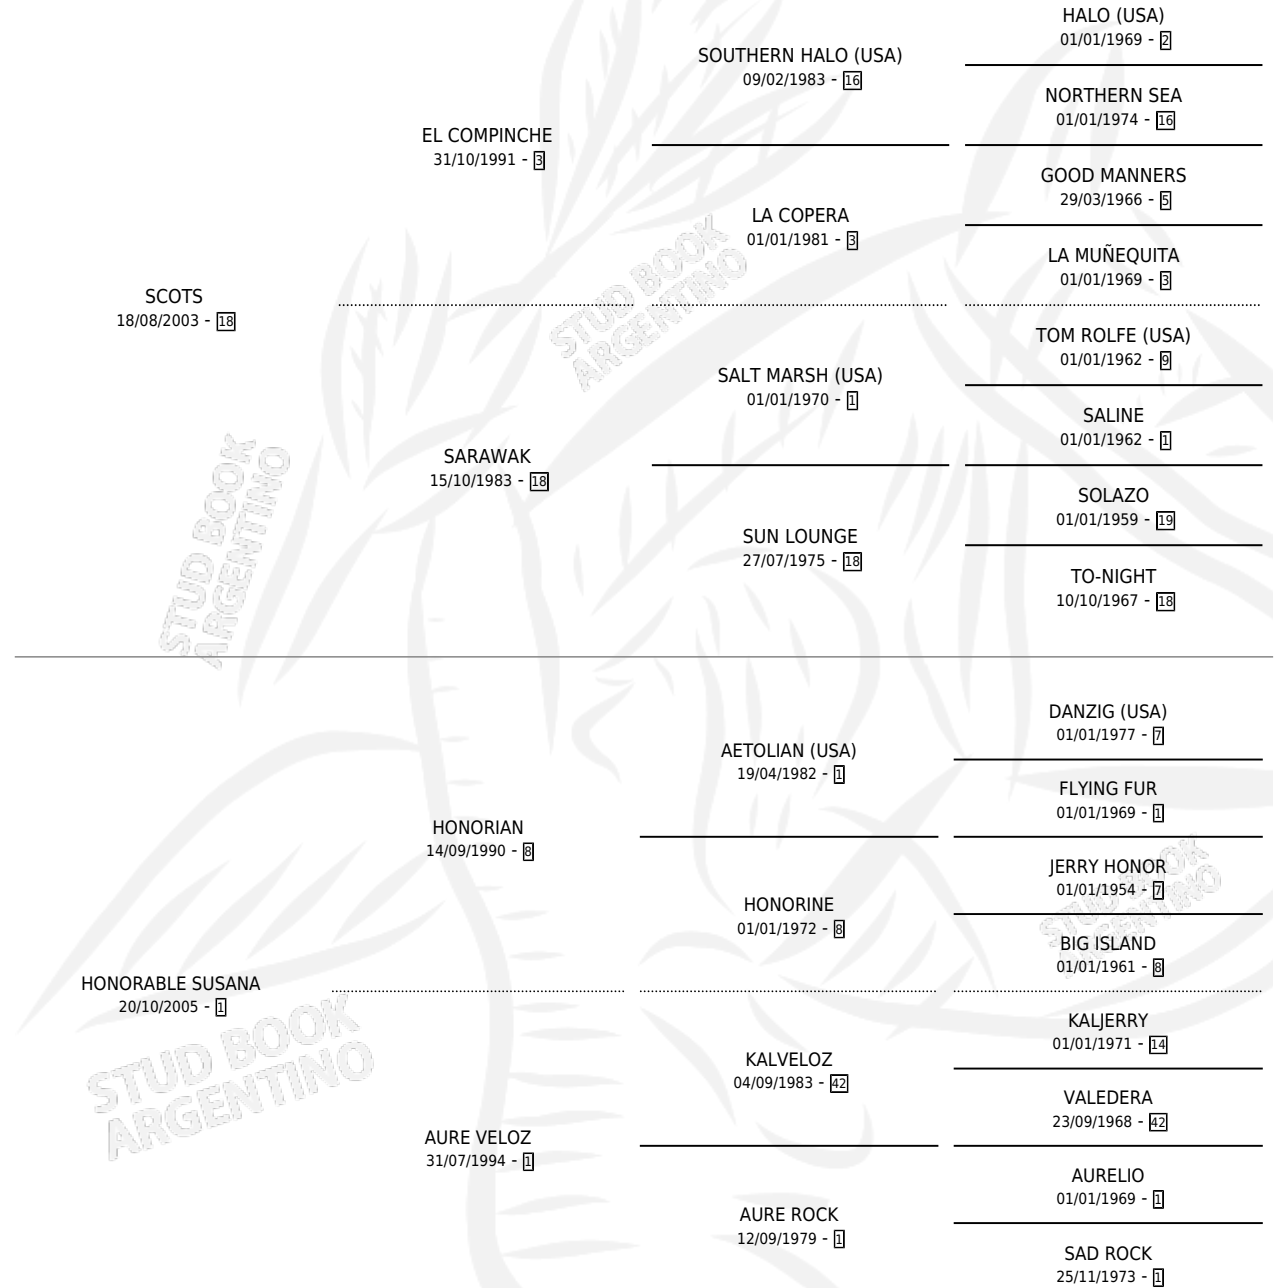 HALO (USA)
01/01/1969 - 2
SOUTHERN HALO (USA)
09/02/1983 - 16
NORTHERN SEA
01/01/1974 - 16
EL COMPINCHE
31/10/1991 - 3
GOOD MANNERS
29/03/1966 - 5
LA COPERA
01/01/1981 - 3
LA MUÑEQUITA
01/01/1969 - 3
SCOTS
18/08/2003 - 18
TOM ROLFE (USA)
01/01/1962 - 9
SALT MARSH (USA)
01/01/1970 - 1
SALINE
01/01/1962 - 1
SARAWAK
15/10/1983 - 18
SOLAZO
01/01/1959 - 19
SUN LOUNGE
27/07/1975 - 18
TO-NIGHT
10/10/1967 - 18
STUD BOOK
ARGENTINO
STUD BOOK
ARGENTINO
DANZIG (USA)
01/01/1977 - 7
AETOLIAN (USA)
19/04/1982 - 1
FLYING FUR
01/01/1969 - 1
HONORIAN
14/09/1990 - 8
JERRY HONOR
01/01/1954 - 7
HONORINE
01/01/1972 - 8
BIG ISLAND
01/01/1961 - 8
HONORABLE SUSANA
20/10/2005 - 1
KALJERRY
01/01/1971 - 14
KALVELOZ
04/09/1983 - 42
VALEDERA
23/09/1968 - 42
AURE VELOZ
31/07/1994 - 1
AURELIO
01/01/1969 - 1
AURE ROCK
12/09/1979 - 1
SAD ROCK
25/11/1973 - 1
STUD BOOK
ARGENTINO
STUD BOOK
ARGENTINO